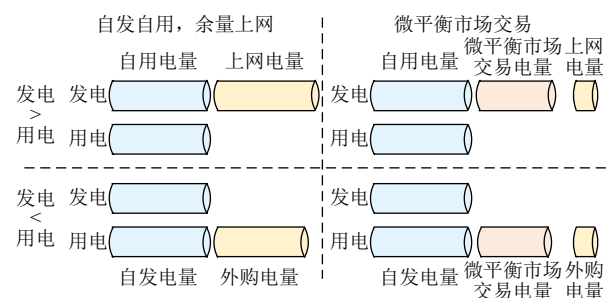 自发自用，余量上网
微平衡市场交易
自用电量
上网电量
自用电量
微平衡市场
交易电量
上网
电量
发电
>
用电
发电
用电
发电
用电
发电
<
用电
发电
用电
发电
用电
自发电量
外购电量
自发电量
微平衡市场
交易电量
外购
电量